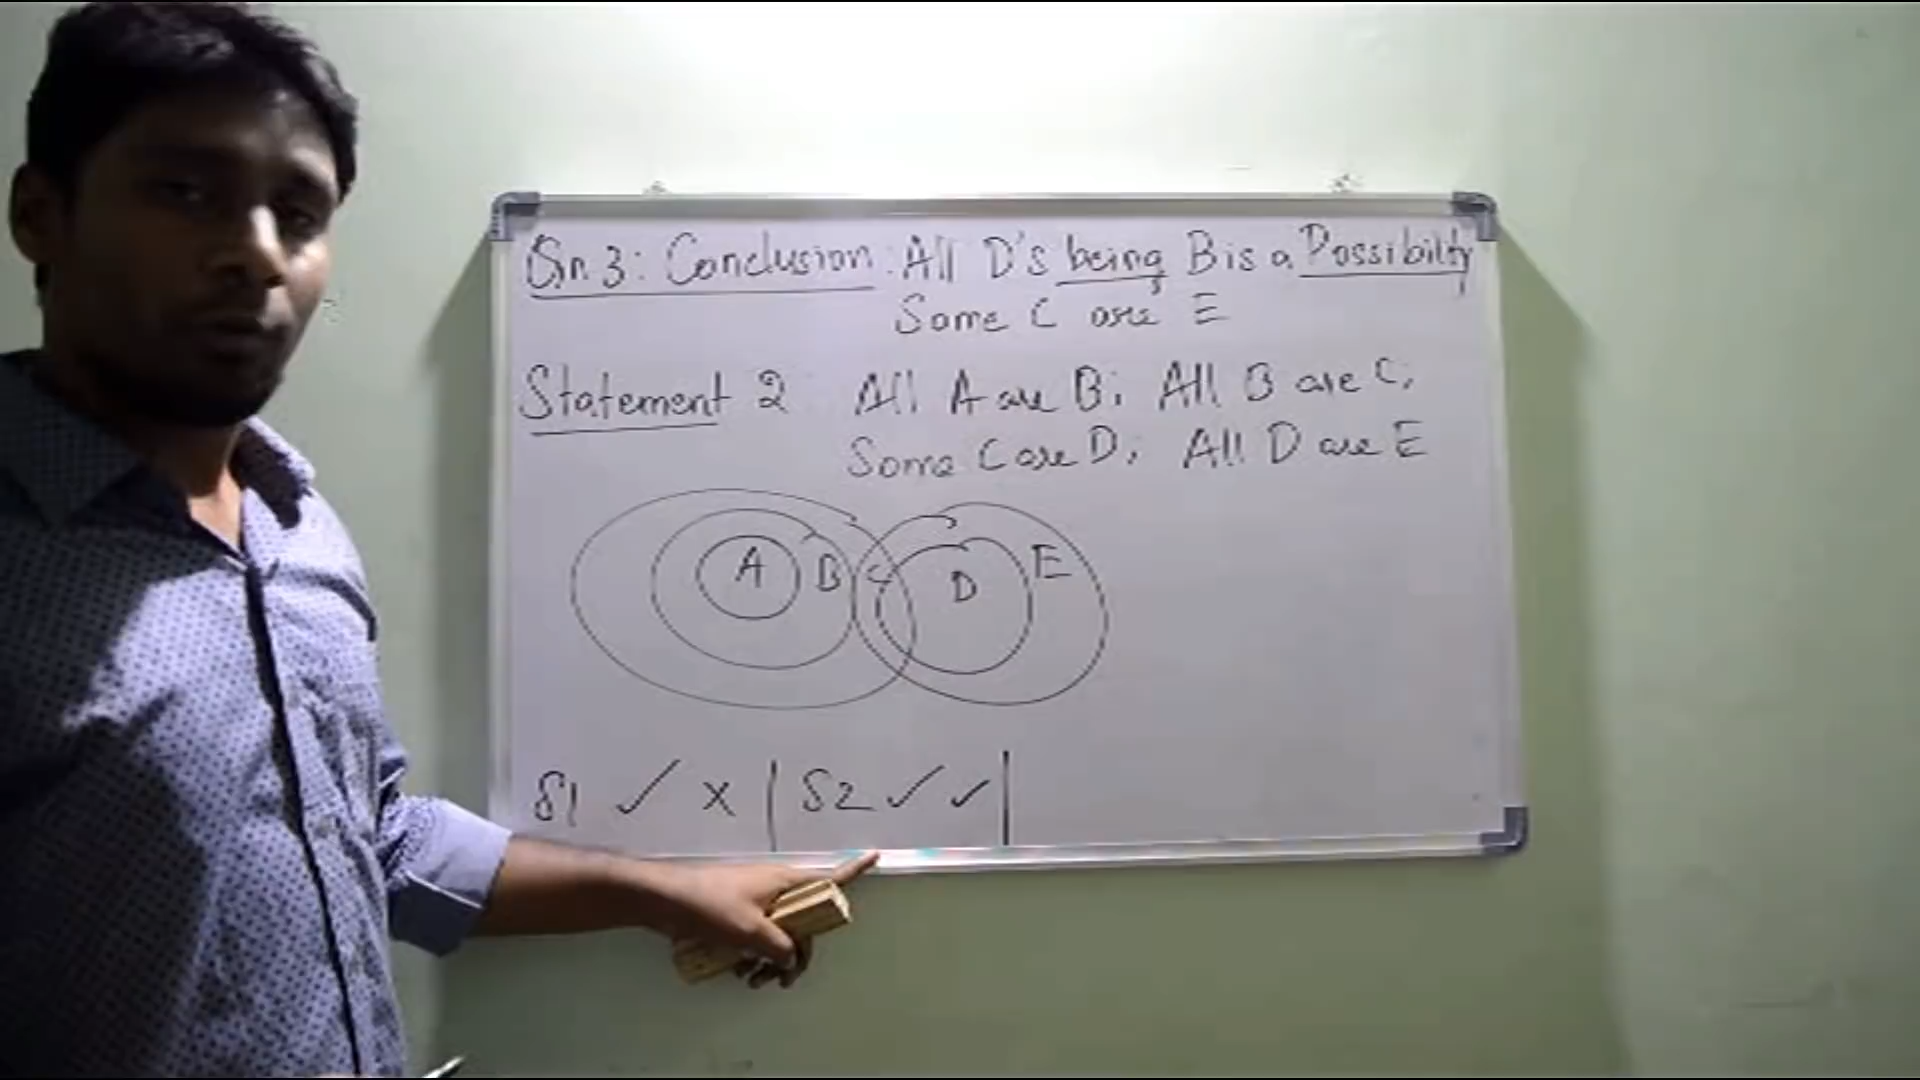 Qn 3: Conclusion: All D's being B is a Possibilty
Some C are E
Statement 2: All A are B; All B are C;
Some C are D; All D are E
A B C D E
S1 ✓ x | S2 ✓ ✓ |